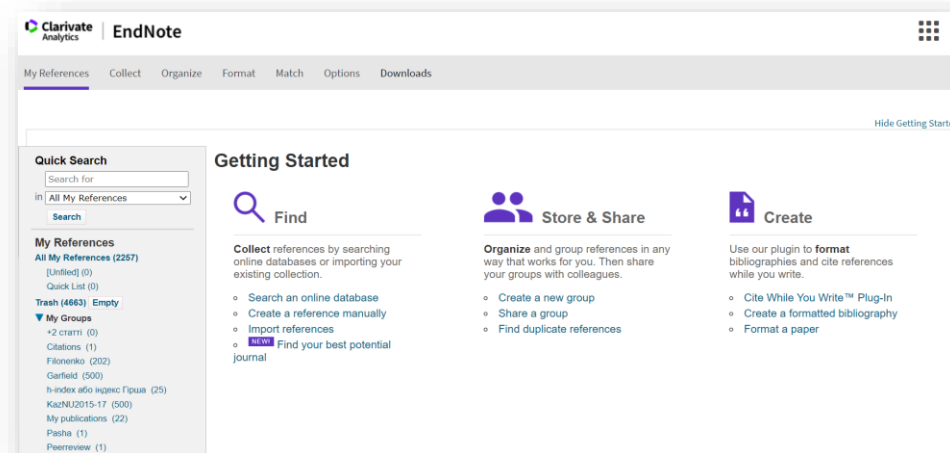 Clarivate
Analytics
EndNote
My References Collect Organize Format Match Options Downloads
Hide Getting Starte
Quick Search
Search for
in All My References
Search
My References
All My References (2257)
[Unfiled] (0)
Quick List (0)
Trash (4663) Empty
My Groups
+2 статті (0)
Citations (1)
Filonenko (202)
Garfield (500)
h-index або індекс Гірша (25)
KazNU2015-17 (500)
My publications (22)
Pasha (1)
Peerreview (1)
Getting Started
Find
Collect references by searching
online databases or importing your
existing collection.
Search an online database
Create a reference manually
Import references
NEW! Find your best potential
journal
Store & Share
Organize and group references in any
way that works for you. Then share
your groups with colleagues.
Create a new group
Share a group
Find duplicate references
Create
Use our plugin to format
bibliographies and cite references
while you write.
Cite While You Write™ Plug-In
Create a formatted bibliography
Format a paper